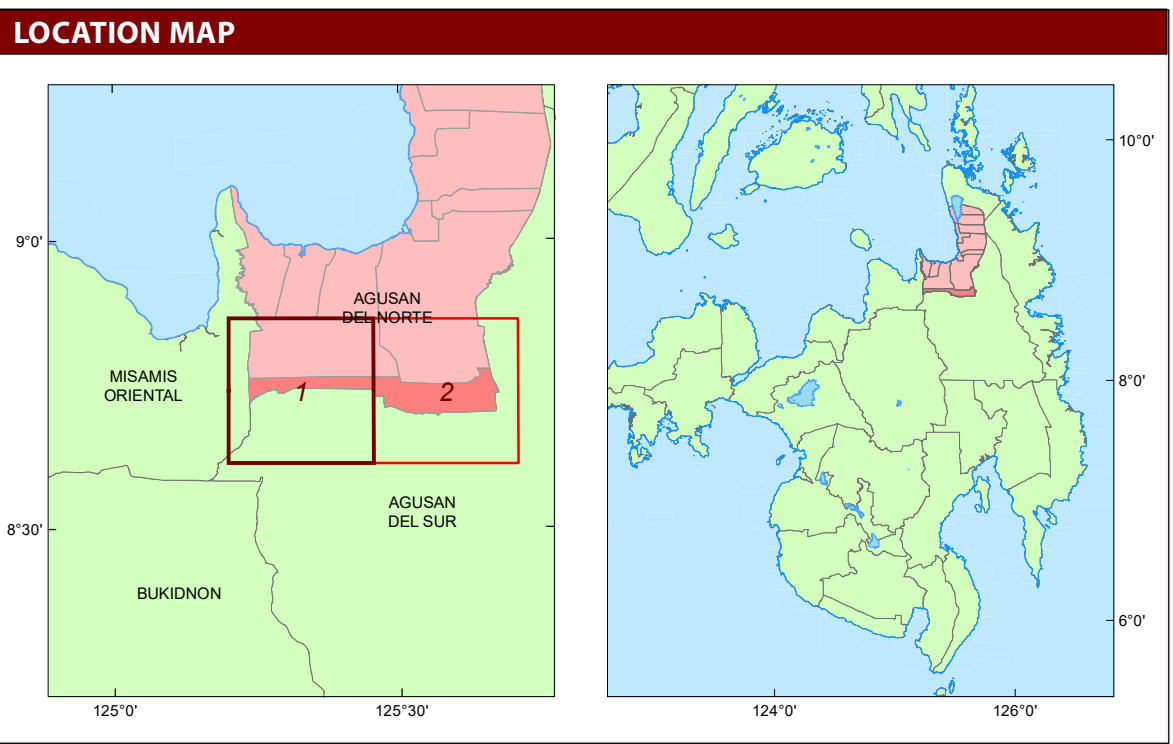 LOCATION MAP
9°0'
AGUSAN
DEL NORTE
MISAMIS
ORIENTAL
1
2
AGUSAN
DEL SUR
8°30'
BUKIDNON
125°0'
125°30'
10°0'
8°0'
6°0'
124°0'
126°0'